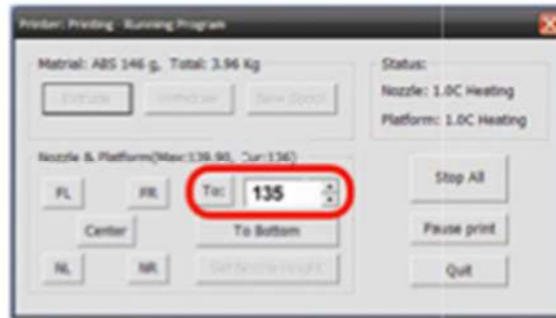 Printer: Printing - Running Program
Matrial: ABS 146 g, Total: 3.96 Kg
Extrude
Withdraw
New Spool
Status:
Nozzle: 1.0C Heating
Platform: 1.0C Heating
Nozzle & Platform(Max:139.90, Cur:136)
FL
FR
To:
135
Center
To Bottom
NL
NR
Set Nozzle Height
Stop All
Pause print
Quit